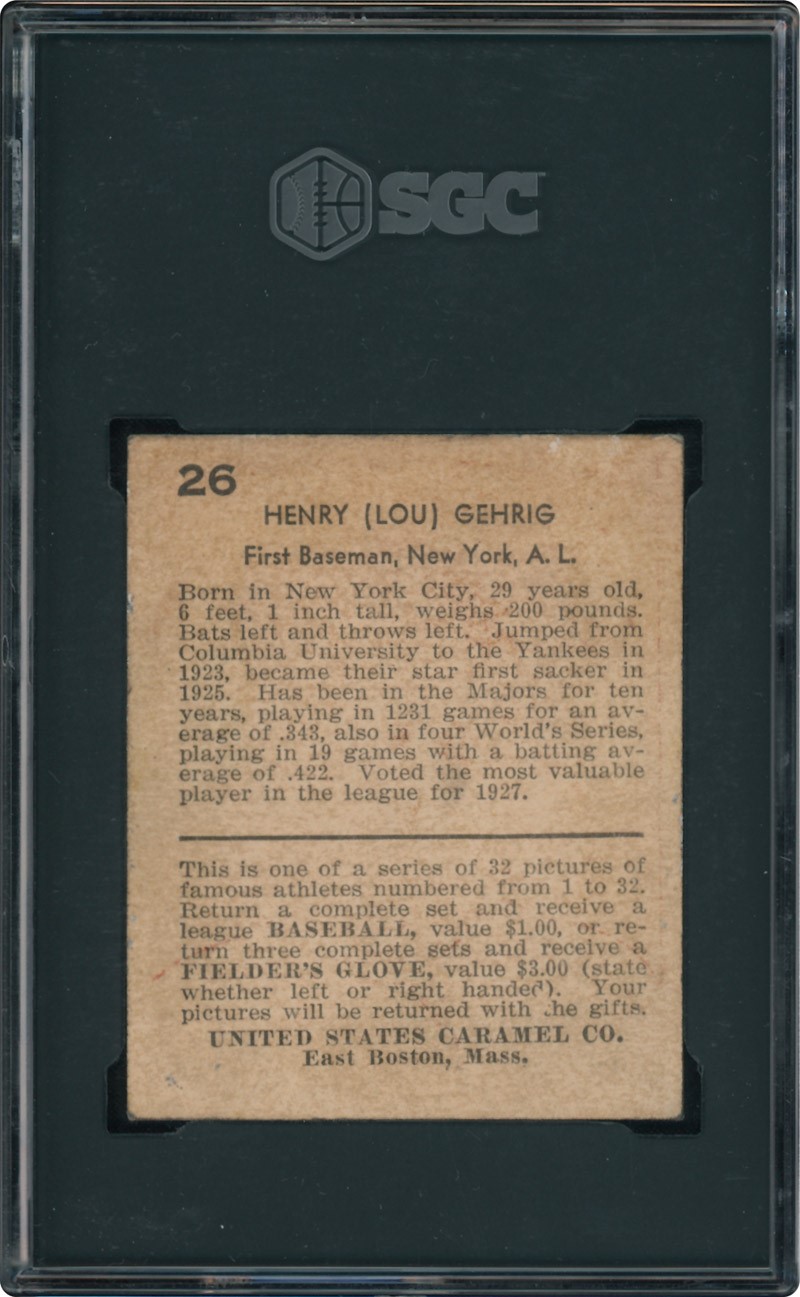 SGC
26
HENRY (LOU) GEHRIG
First Baseman, New York, A. L.
Born in New York City, 29 years old,
6 feet, 1 inch tall, weighs 200 pounds.
Bats left and throws left. Jumped from
Columbia University to the Yankees in
1923, became their star first sacker in
1925. Has been in the Majors for ten
years, playing in 1231 games for an av-
erage of .343, also in four World's Series,
playing in 19 games with a batting av-
erage of .422. Voted the most valuable
player in the league for 1927.
This is one of a series of 32 pictures of
famous athletes numbered from 1 to 32.
Return a complete set and receive a
league BASEBALL, value $1.00, or re-
turn three complete sets and receive a
FIELDER'S GLOVE, value $3.00 (state
whether left or right handed). Your
pictures will be returned with the gifts.
UNITED STATES CARAMEL CO.
East Boston, Mass.